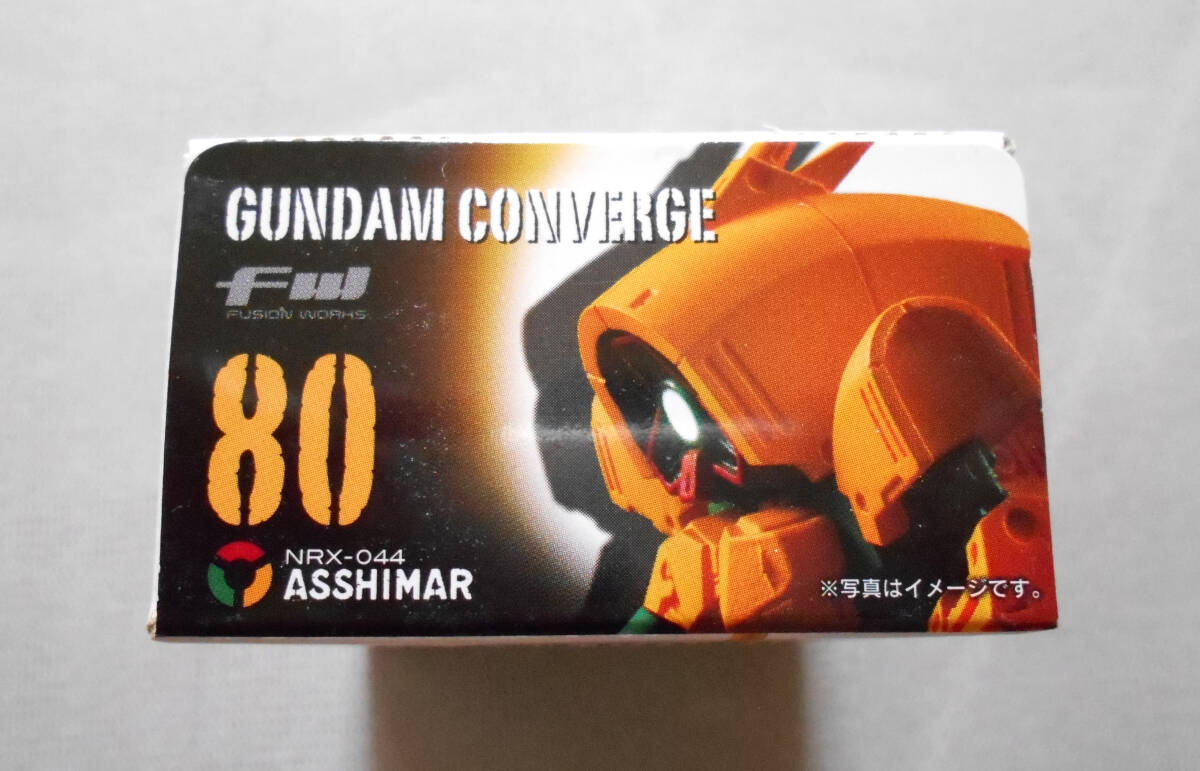 GUNDAM CONVERGE
FW
FUSION WORKS
80
NRX-044
ASSHIMAR
※写真はイメージです。